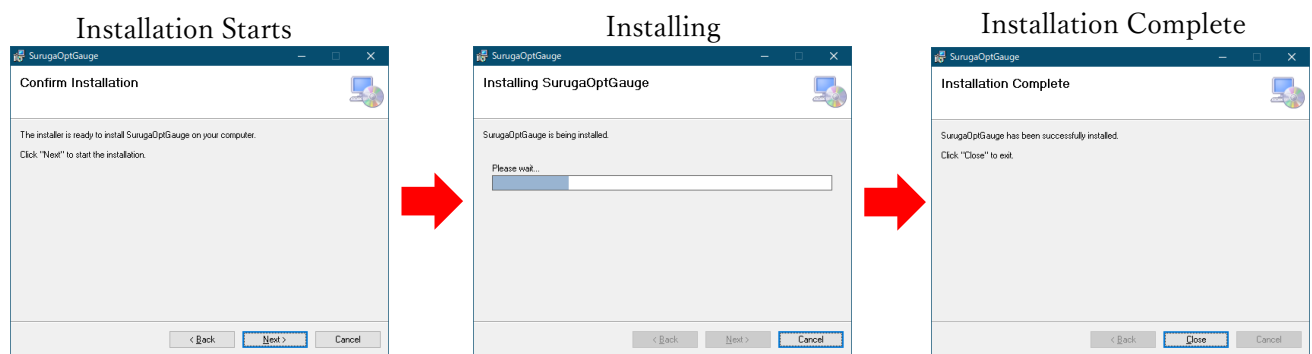 Installation Starts
SurugaOptGauge
Confirm Installation
The installer is ready to install SurugaOptGauge on your computer.
Click "Next" to start the installation.
< Back
Next >
Cancel
Installing
SurugaOptGauge
Installing SurugaOptGauge
SurugaOptGauge is being installed.
Please wait...
< Back
Next >
Cancel
Installation Complete
SurugaOptGauge
Installation Complete
SurugaOptGauge has been successfully installed.
Click "Close" to exit.
< Back
Close
Cancel